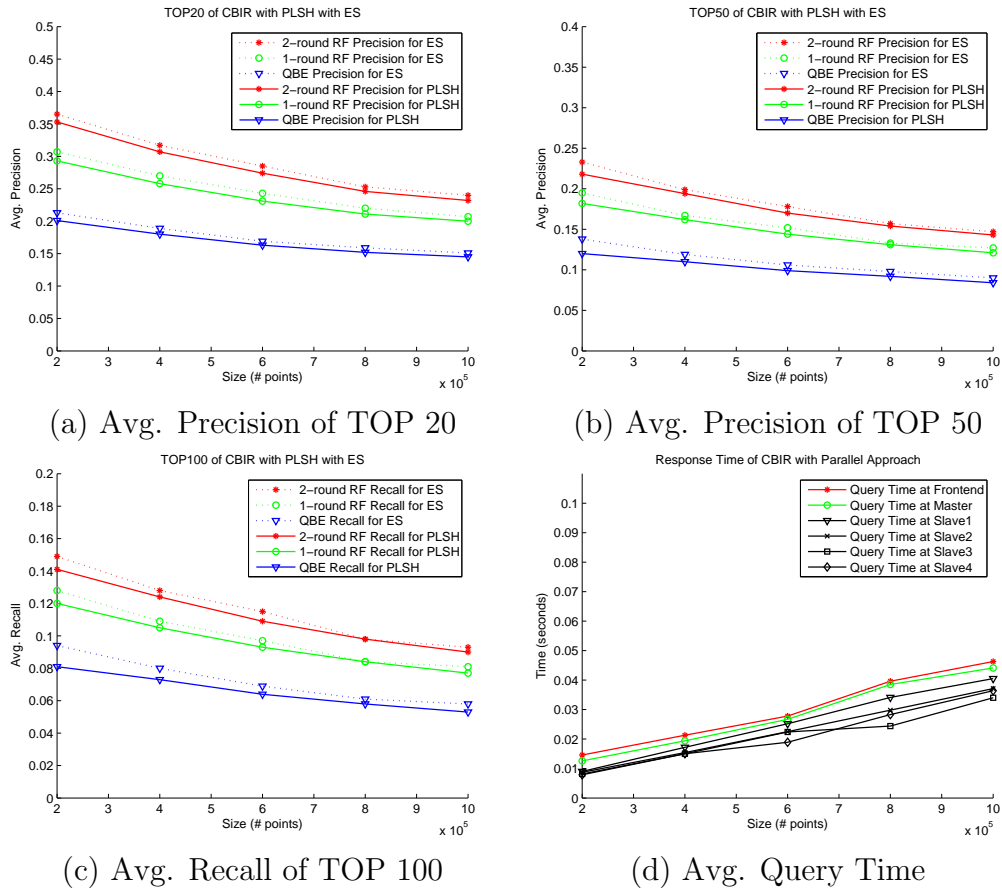 TOP20 of CBIR with PLSH with ES
0.5
0.45
0.4
0.35
0.3
0.25
0.2
0.15
0.1
0.05
0
Avg. Precision
2−round RF Precision for ES
1−round RF Precision for ES
QBE Precision for ES
2−round RF Precision for PLSH
1−round RF Precision for PLSH
QBE Precision for PLSH
2 3 4 5 6 7 8 9 10
Size (# points)
x 10^5
(a) Avg. Precision of TOP 20
TOP50 of CBIR with PLSH with ES
0.4
0.35
0.3
0.25
0.2
0.15
0.1
0.05
0
Avg. Precision
2−round RF Precision for ES
1−round RF Precision for ES
QBE Precision for ES
2−round RF Precision for PLSH
1−round RF Precision for PLSH
QBE Precision for PLSH
2 3 4 5 6 7 8 9 10
Size (# points)
x 10^5
(b) Avg. Precision of TOP 50
TOP100 of CBIR with PLSH with ES
0.2
0.18
0.16
0.14
0.12
0.1
0.08
0.06
0.04
0.02
0
Avg. Recall
2−round RF Recall for ES
1−round RF Recall for ES
QBE Recall for ES
2−round RF Recall for PLSH
1−round RF Recall for PLSH
QBE Recall for PLSH
2 3 4 5 6 7 8 9 10
Size (# points)
x 10^5
(c) Avg. Recall of TOP 100
Response Time of CBIR with Parallel Approach
0.1
0.09
0.08
0.07
0.06
0.05
0.04
0.03
0.02
0.01
0
Time (seconds)
Query Time at Frontend
Query Time at Master
Query Time at Slave1
Query Time at Slave2
Query Time at Slave3
Query Time at Slave4
2 3 4 5 6 7 8 9 10
Size (# points)
x 10^5
(d) Avg. Query Time